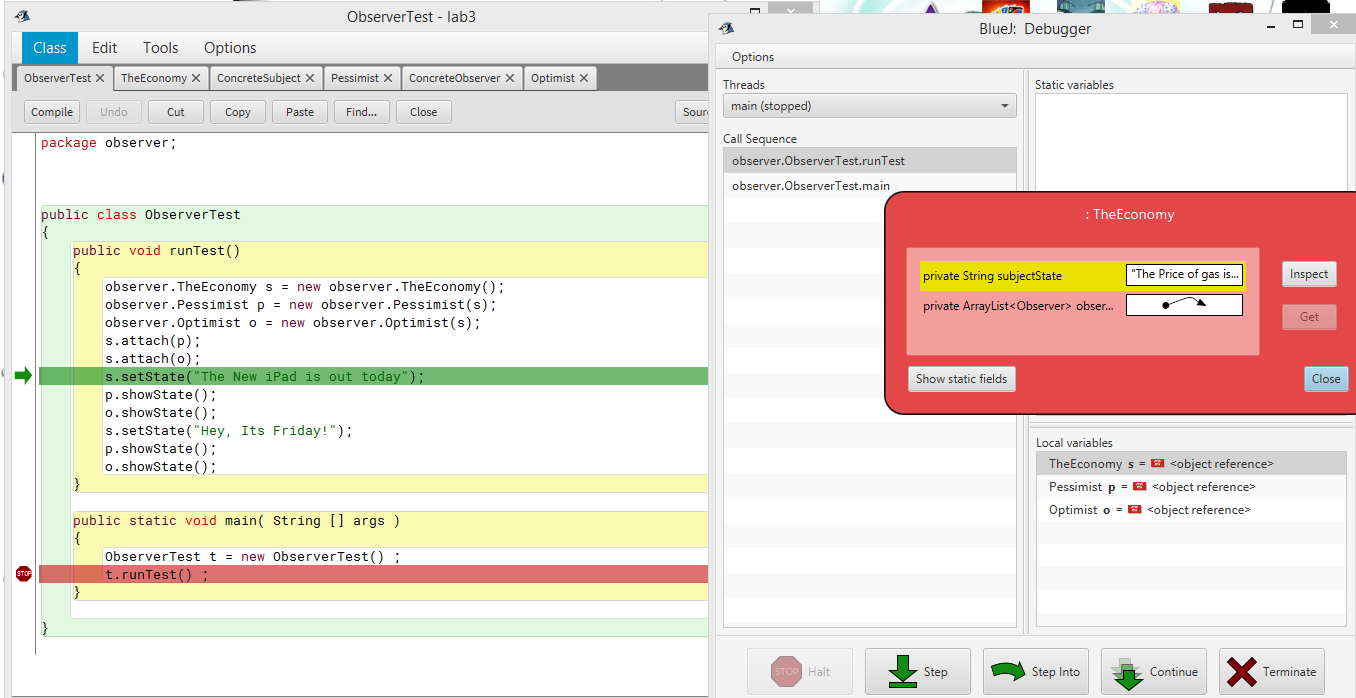 ObserverTest - lab3
Class Edit Tools Options
ObserverTest TheEconomy ConcreteSubject Pessimist ConcreteObserver Optimist
Compile Undo Cut Copy Paste Find... Close Sour
package observer;
public class ObserverTest
{
public void runTest()
{
observer.TheEconomy s = new observer.TheEconomy();
observer.Pessimist p = new observer.Pessimist(s);
observer.Optimist o = new observer.Optimist(s);
s.attach(p);
s.attach(o);
s.setState("The New iPad is out today");
p.showState();
o.showState();
s.setState("Hey, Its Friday!");
p.showState();
o.showState();
}
public static void main( String [] args )
{
ObserverTest t = new ObserverTest() ;
STOP t.runTest() ;
}
}
BlueJ: Debugger
Options
Threads
main (stopped)
Call Sequence
observer.ObserverTest.runTest
observer.ObserverTest.main
Static variables
: TheEconomy
private String subjectState "The Price of gas is...
private ArrayList<Observer> obser...
Inspect
Get
Show static fields
Close
Local variables
TheEconomy s = <object reference>
Pessimist p = <object reference>
Optimist o = <object reference>
STOP Halt Step Step Into Continue Terminate